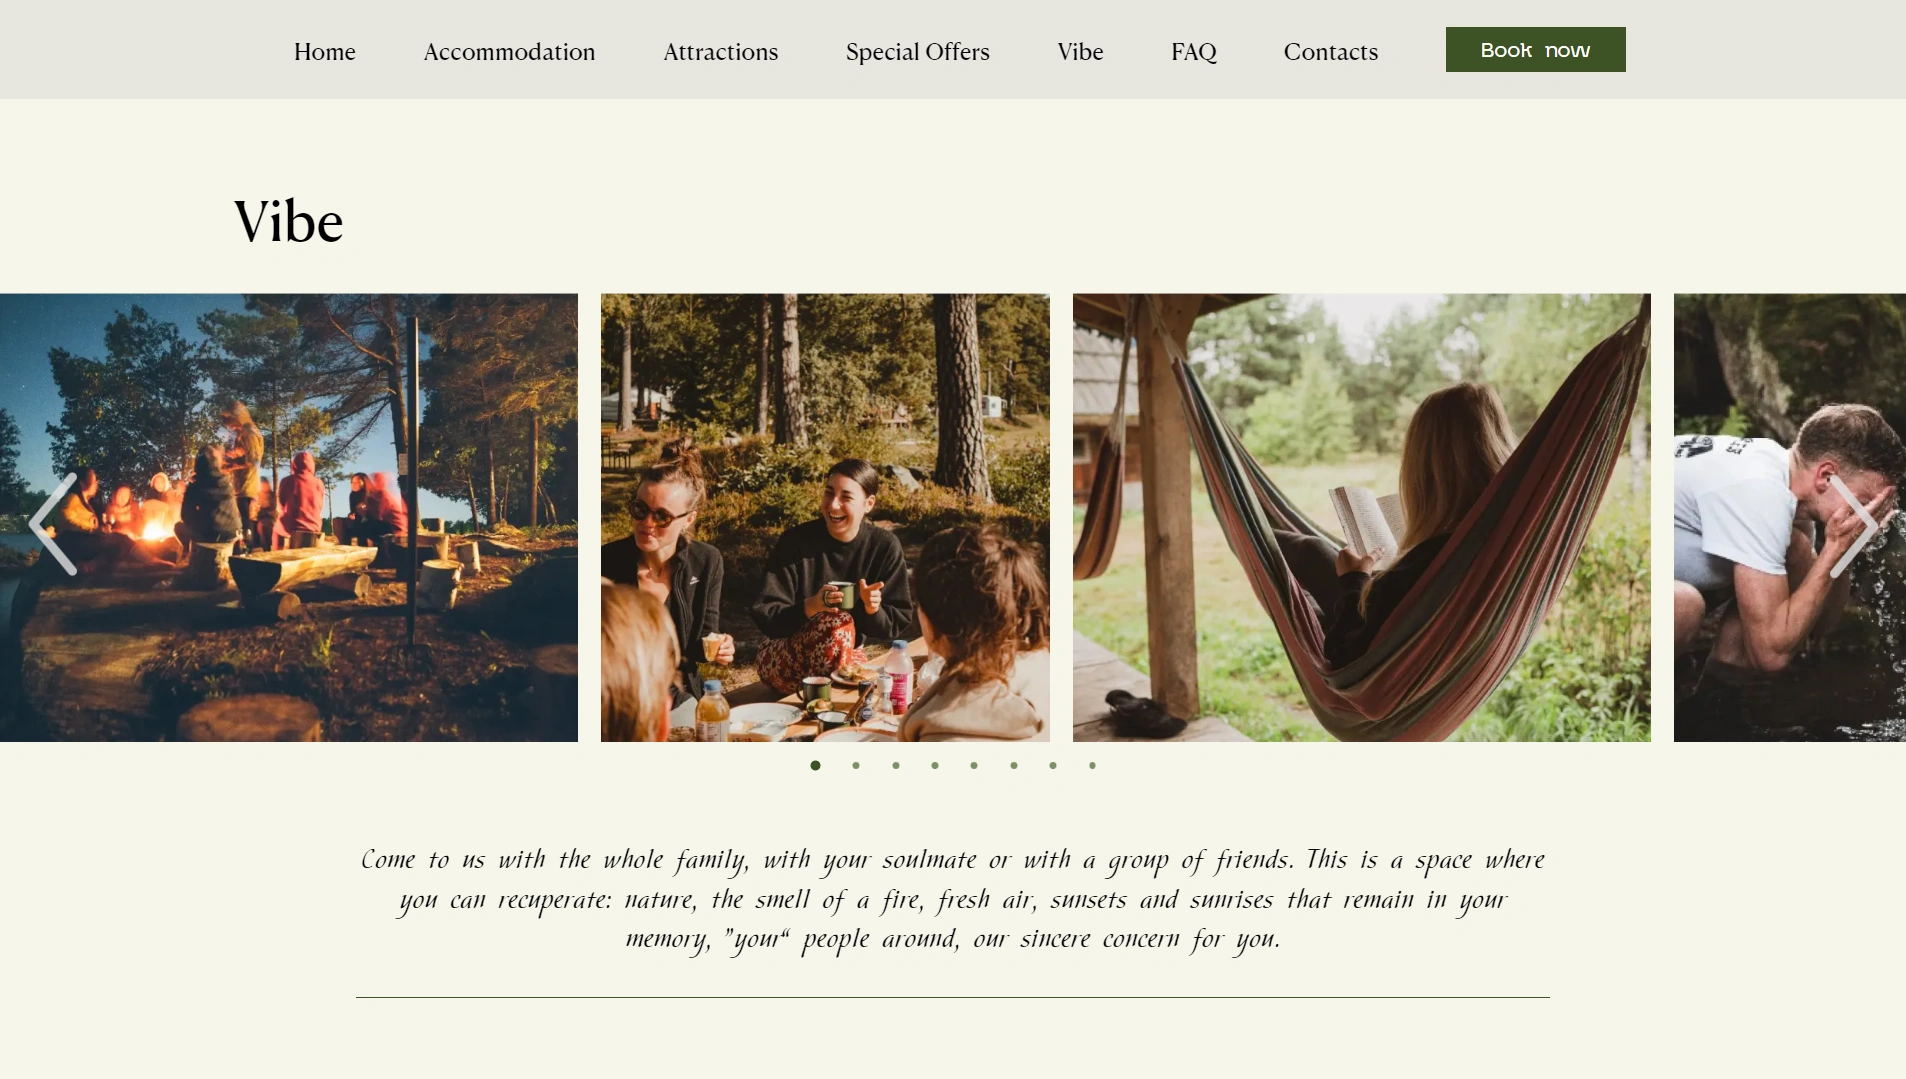 Home Accommodation Attractions Special Offers Vibe FAQ Contacts Book now
Vibe
Come to us with the whole family, with your soulmate or with a group of friends. This is a space where
you can recuperate: nature, the smell of a fire, fresh air, sunsets and sunrises that remain in your
memory, ”your“ people around, our sincere concern for you.